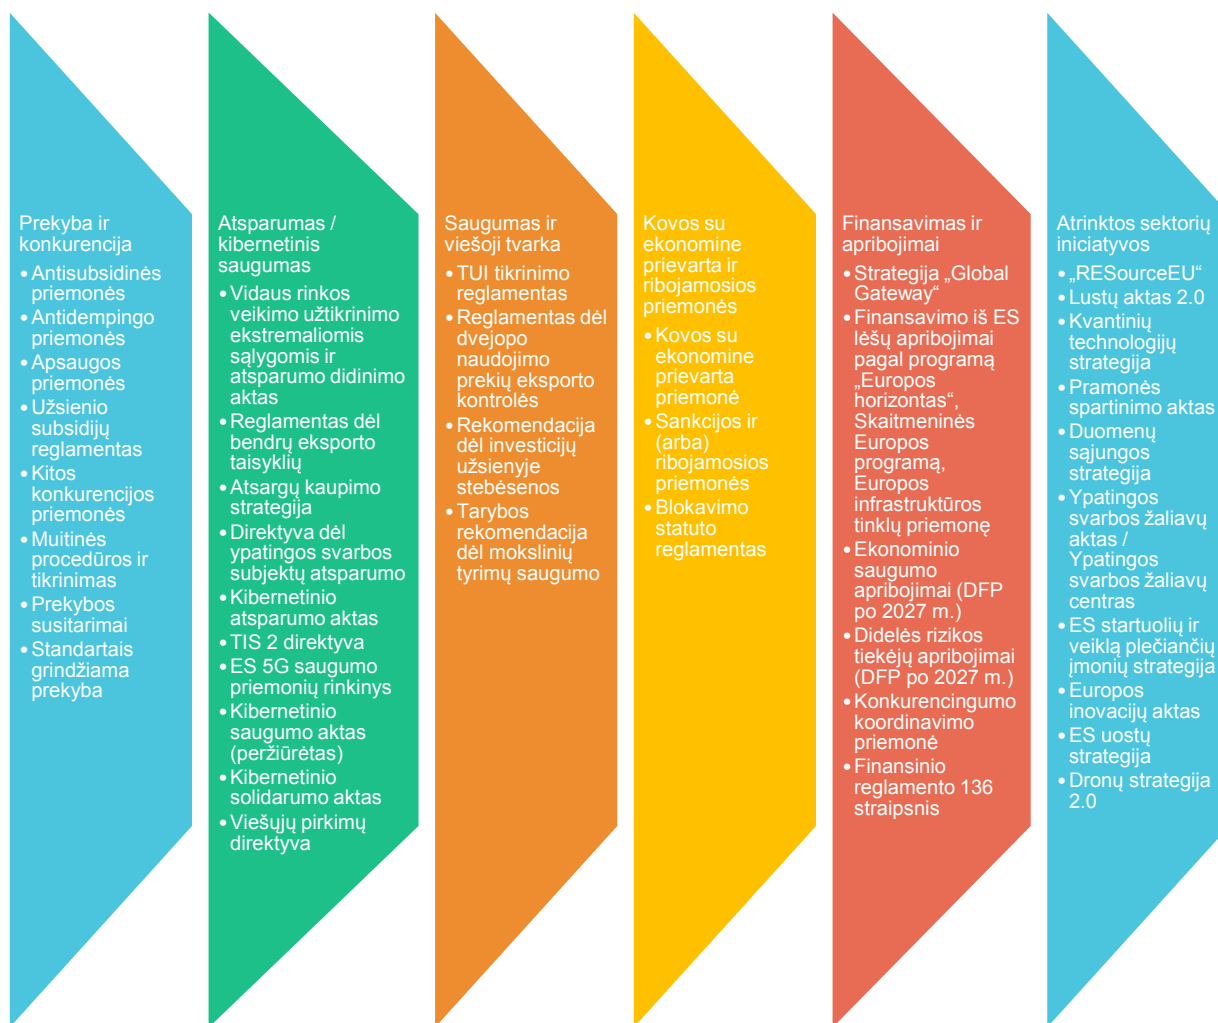 Prekyba ir
konkurencija
• Antisubsidinės
priemonės
• Antidempingo
priemonės
• Apsaugos
priemonės
• Užsienio
subsidijų
reglamentas
• Kitos
konkurencijos
priemonės
• Muitinės
procedūros ir
tikrinimas
• Prekybos
susitarimai
• Standartais
grindžiama
prekyba
Atsparumas /
kibernetinis
saugumas
• Vidaus rinkos
veikimo užtikrinimo
ekstremaliomis
sąlygomis ir
atsparumo didinimo
aktas
• Reglamentas dėl
bendrų eksporto
taisyklių
• Atsargų kaupimo
strategija
• Direktyva dėl
ypatingos svarbos
subjektų atsparumo
• Kibernetinio
atsparumo aktas
• TIS 2 direktyva
• ES 5G saugumo
priemonių rinkinys
• Kibernetinio
saugumo aktas
(peržiūrėtas)
• Kibernetinio
solidarumo aktas
• Viešųjų pirkimų
direktyva
Saugumas ir
viešoji tvarka
• TUI tikrinimo
reglamentas
• Reglamentas dėl
dvejopo
naudojimo
prekių eksporto
kontrolės
• Rekomendacija
dėl investicijų
užsienyje
stebėsenos
• Tarybos
rekomendacija
dėl mokslinių
tyrimų saugumo
Kovos su
ekonomine
prievarta ir
ribojamosios
priemonės
• Kovos su
ekonomine
prievarta
priemonė
• Sankcijos ir
(arba)
ribojamosios
priemonės
• Blokavimo
statuto
reglamentas
Finansavimas ir
apribojimai
• Strategija „Global
Gateway“
• Finansavimo iš ES
lėšų apribojimai
pagal programą
„Europos
horizontas“,
Skaitmeninės
Europos
programą,
Europos
infrastruktūros
tinklų priemonę
• Ekonominio
saugumo
apribojimai (DFP
po 2027 m.)
• Didelės rizikos
tiekėjų apribojimai
(DFP po 2027 m.)
• Konkurencingumo
koordinavimo
priemonė
• Finansinio
reglamento 136
straipsnis
Atrinktos sektorių
iniciatyvos
• „RESourceEU“
• Lustų aktas 2.0
• Kvantinių
technologijų
strategija
• Pramonės
spartinimo aktas
• Duomenų
sąjungos
strategija
• Ypatingos
svarbos žaliavų
aktas /
Ypatingos
svarbos žaliavų
centras
• ES startuolių ir
veiklą plečiančių
įmonių strategija
• Europos
inovacijų aktas
• ES uostų
strategija
• Dronų strategija
2.0